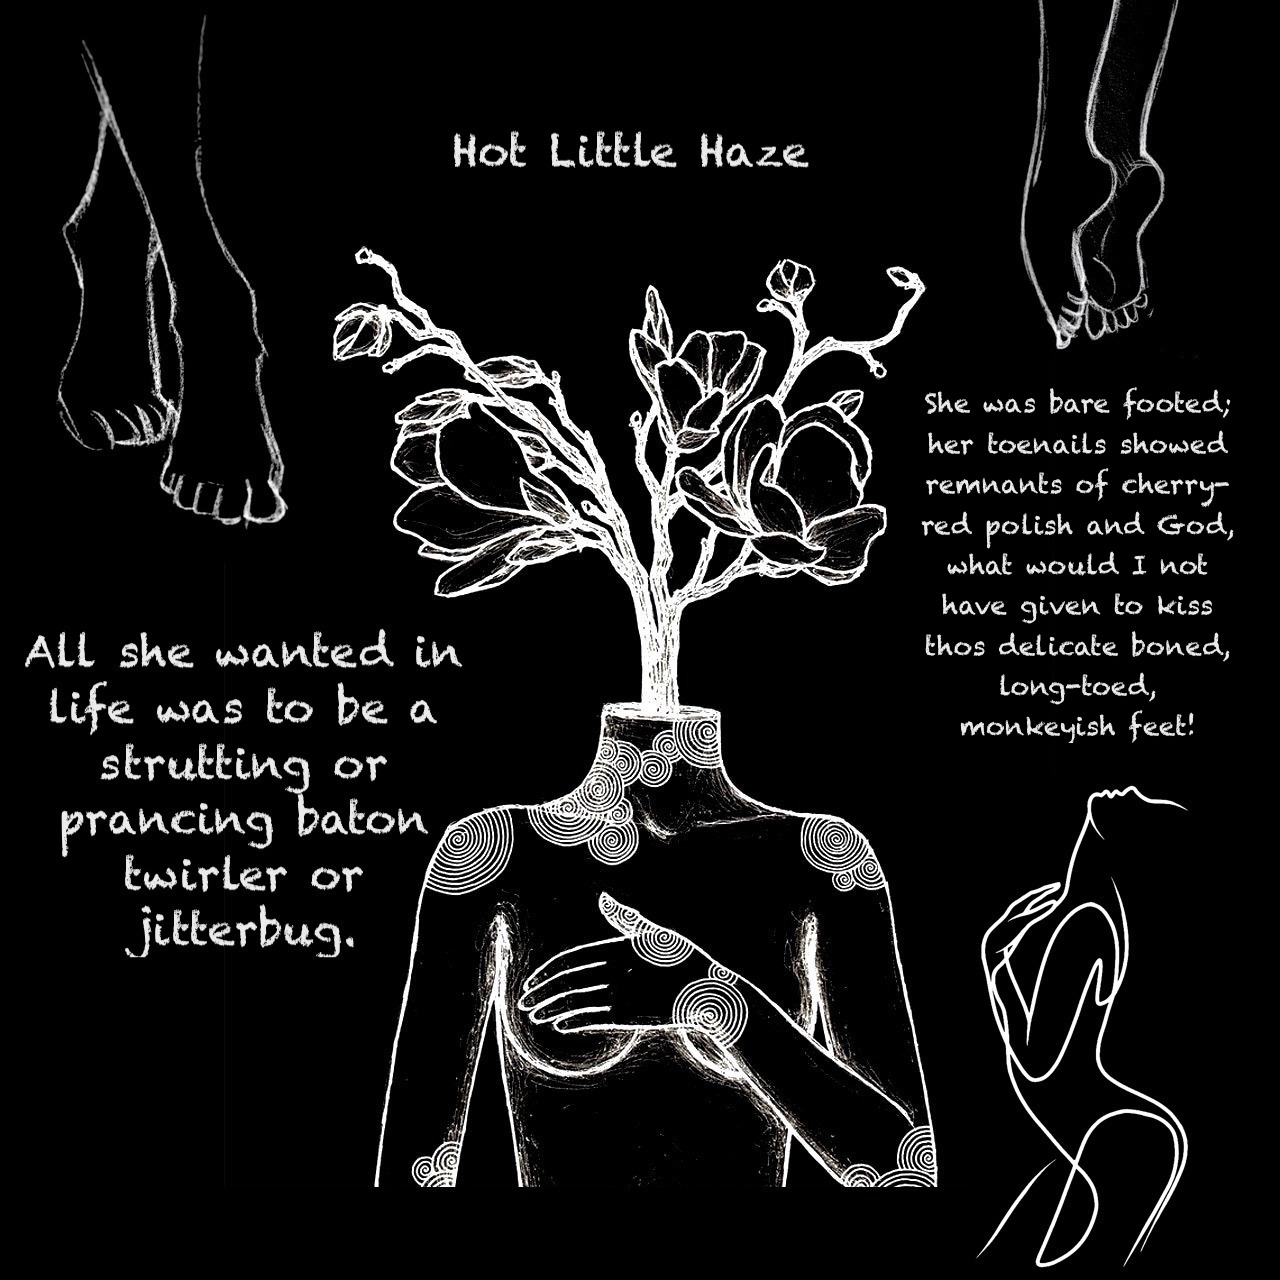 Hot Little Haze
She was bare footed;
her toenails showed
remnants of cherry-
red polish and God,
what would I not
have given to kiss
thos delicate boned,
long-toed,
monkeyish feet!
All she wanted in
life was to be a
strutting or
prancing baton
twirler or
jitterbug.